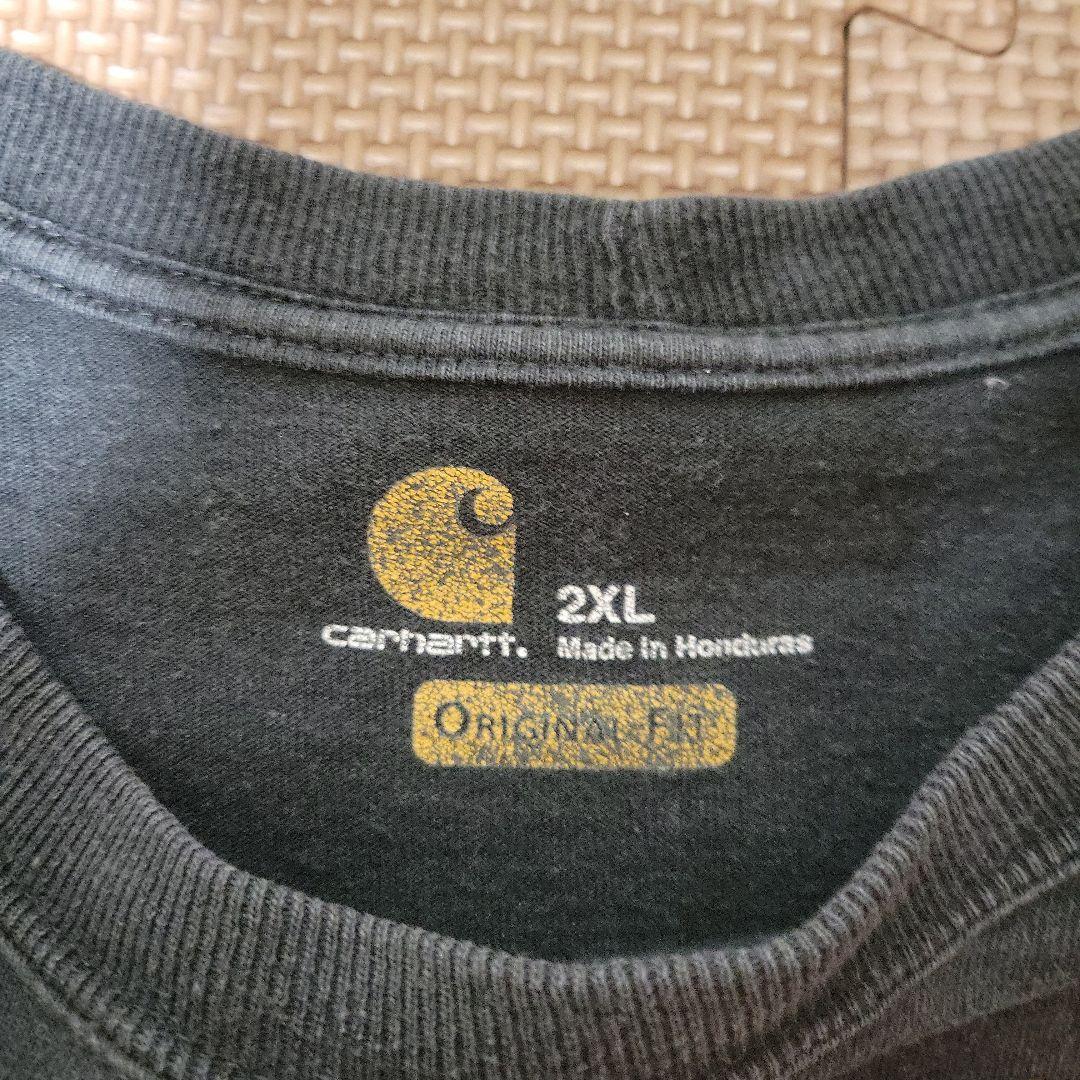 carhartt.
2XL
Made in Honduras
ORIGINAL FIT